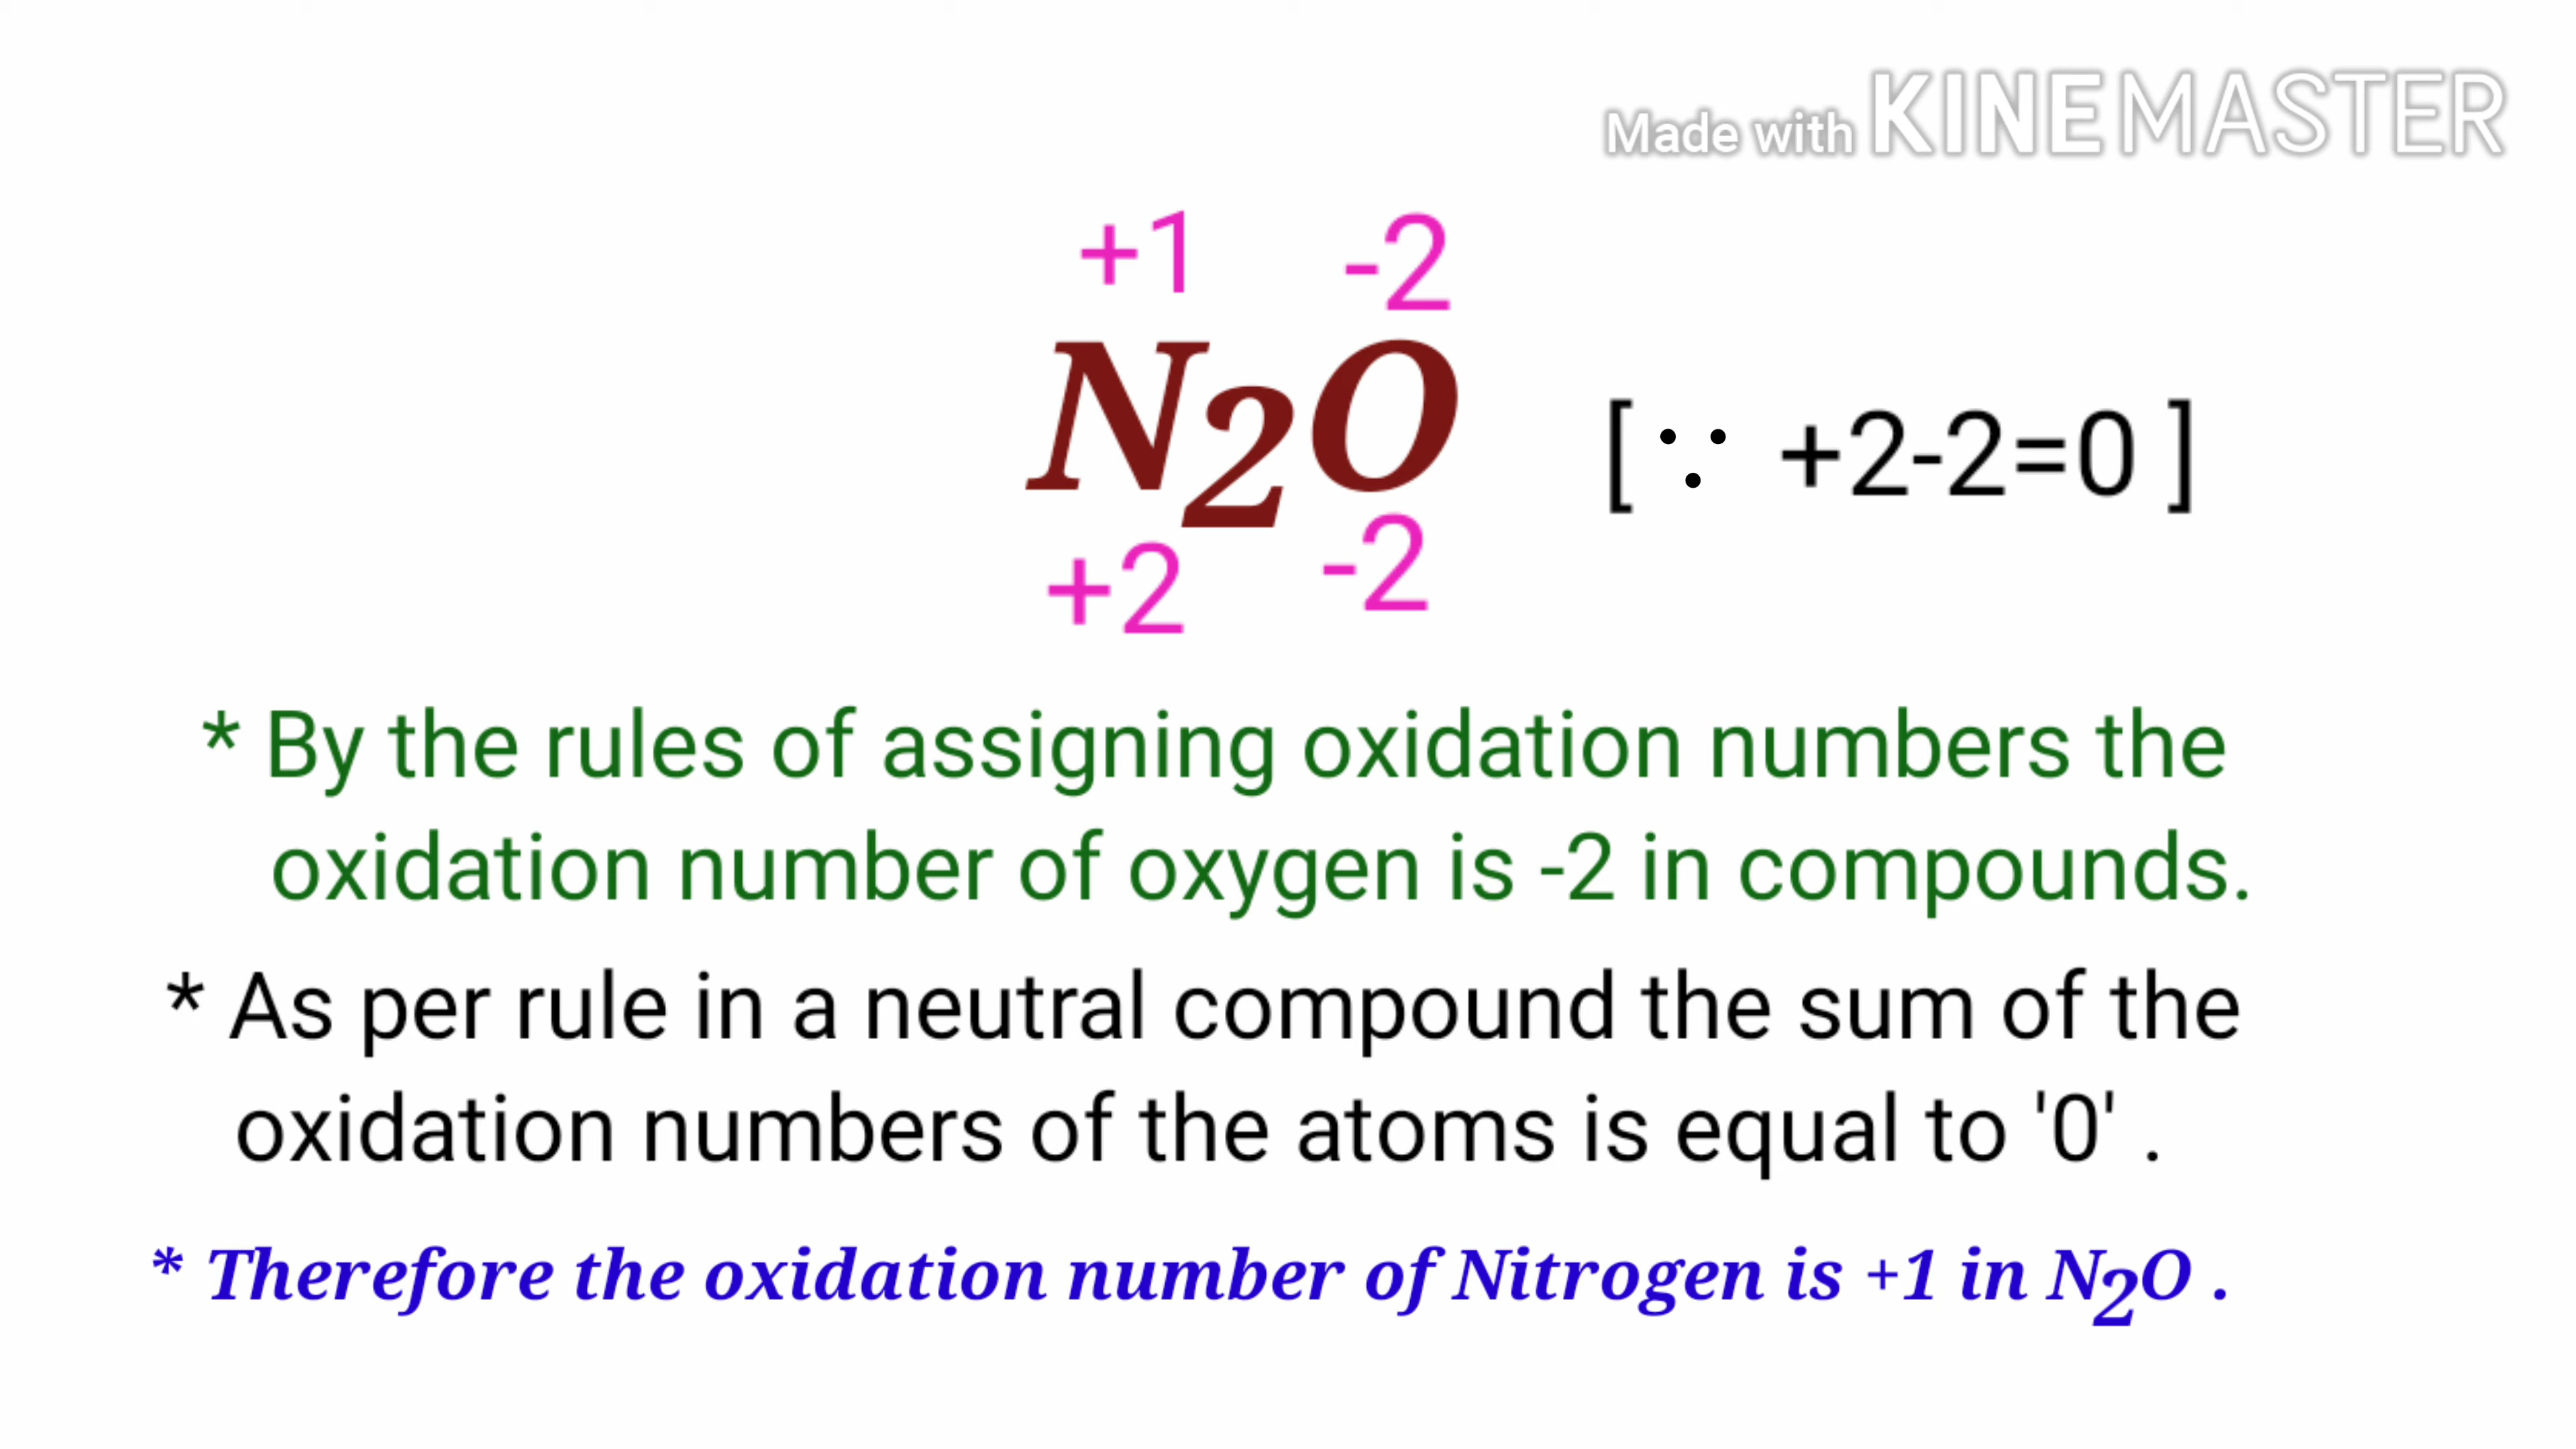 Made with KINEMASTER
+1 -2
N2O [ ∵ +2-2=0 ]
+2 -2
* By the rules of assigning oxidation numbers the
oxidation number of oxygen is -2 in compounds.
* As per rule in a neutral compound the sum of the
oxidation numbers of the atoms is equal to '0' .
* Therefore the oxidation number of Nitrogen is +1 in N2O .